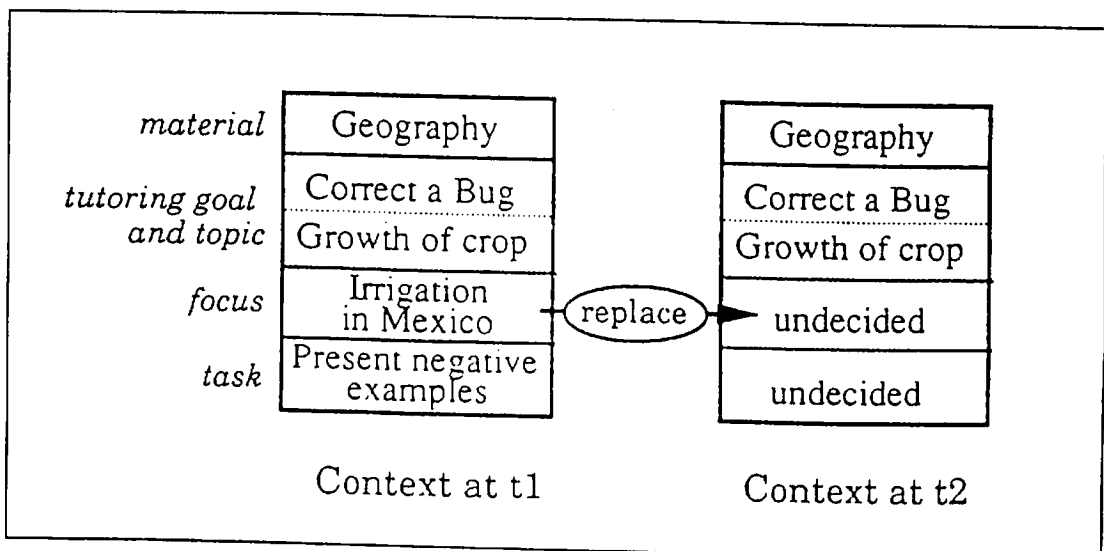 material
Geography
Geography
tutoring goal
and topic
Correct a Bug
Growth of crop
Correct a Bug
Growth of crop
focus
Irrigation
in Mexico
replace
undecided
task
Present negative
examples
undecided
Context at t1
Context at t2